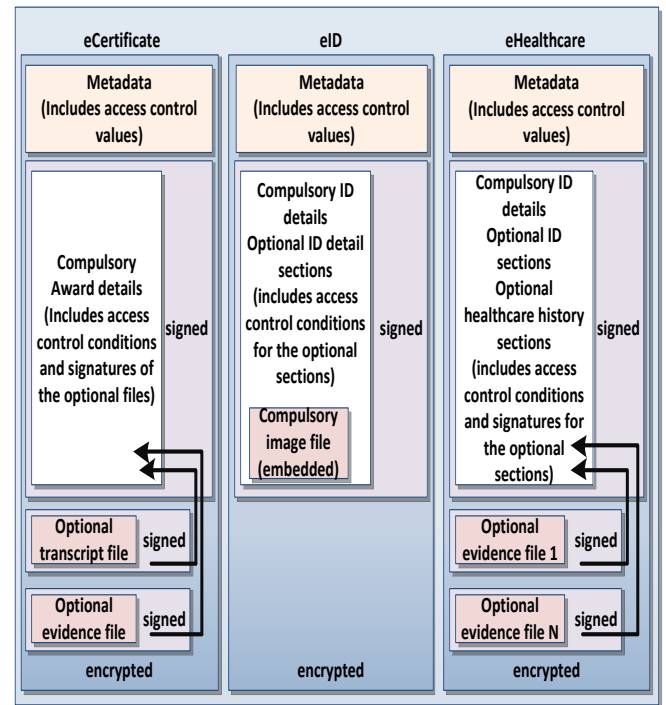 eCertificate
Metadata
(Includes access control
values)
Compulsory
Award details
(Includes access
control conditions
and signatures of
the optional files)
signed
Optional
transcript file
signed
Optional
evidence file
signed
encrypted
eID
Metadata
(Includes access control
values)
Compulsory ID
details
Optional ID detail
sections
(includes access
control conditions
for the optional
sections)
Compulsory
image file
(embedded)
signed
encrypted
eHealthcare
Metadata
(Includes access control
values)
Compulsory ID
details
Optional ID
sections
Optional
healthcare history
sections
(includes access
control conditions
and signatures for
the optional
sections)
signed
Optional
evidence file 1
signed
Optional
evidence file N
signed
encrypted